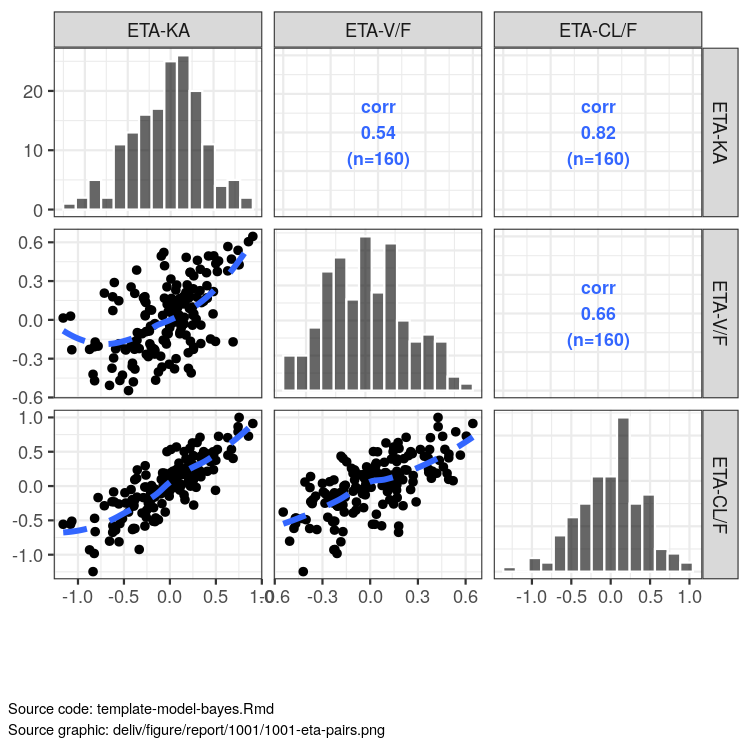 ETA-KA ETA-V/F ETA-CL/F
20
10
0
corr
0.54
(n=160)
corr
0.82
(n=160)
ETA-KA
0.6
0.3
0.0
-0.3
-0.6
corr
0.66
(n=160)
ETA-V/F
1.0
0.5
0.0
-0.5
-1.0
ETA-CL/F
-1.0 -0.5 0.0 0.5 1.0 -0.6 -0.3 0.0 0.3 0.6 -1.0 -0.5 0.0 0.5 1.0
Source code: template-model-bayes.Rmd
Source graphic: deliv/figure/report/1001/1001-eta-pairs.png